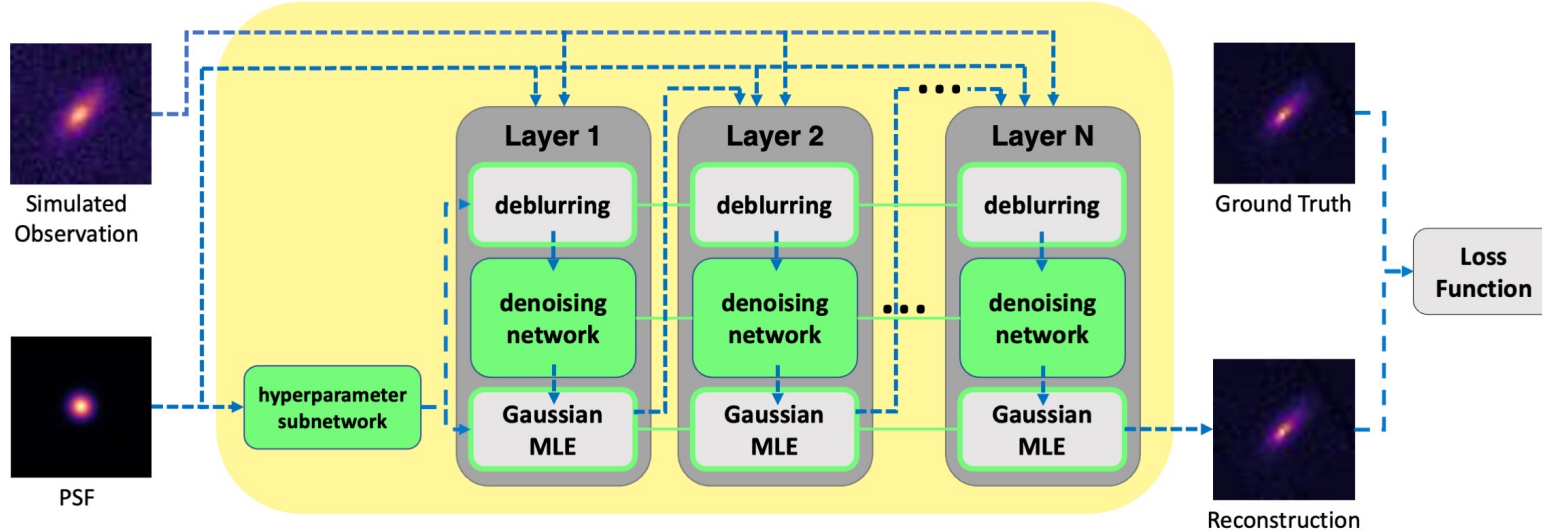 Simulated
Observation
PSF
hyperparameter
subnetwork
Layer 1
deblurring
denoising
network
Gaussian
MLE
Layer 2
deblurring
denoising
network
Gaussian
MLE
...
...
Layer N
deblurring
denoising
network
Gaussian
MLE
Ground Truth
Reconstruction
Loss
Function